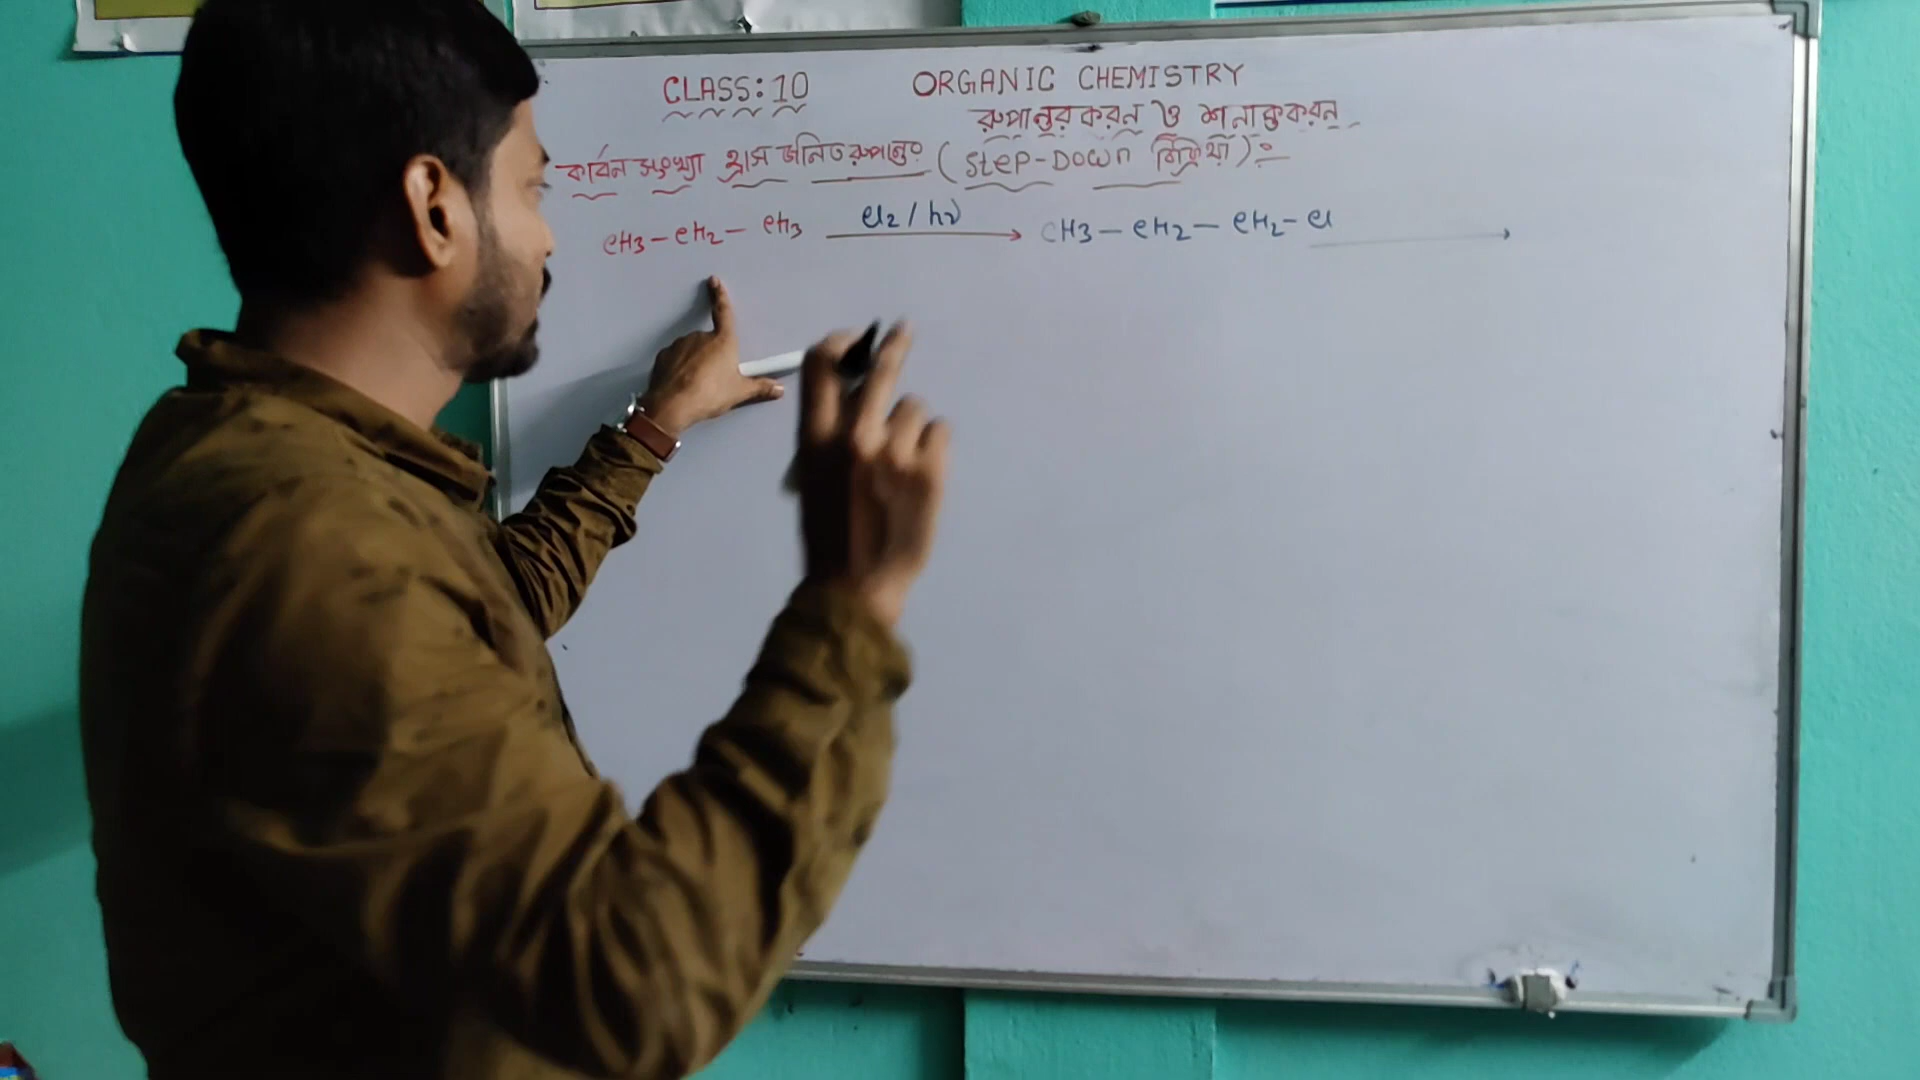 CLASS: 10 ORGANIC CHEMISTRY
রুপান্তরকরন ও শনাক্তকরন
কার্বন সংখ্যা হ্রাস জনিত রুপান্তরঃ (Step-Down বিক্রিয়া)ঃ
CH3 – CH2 – CH3 Cl2 / hν → CH3 – CH2 – CH2 – Cl →